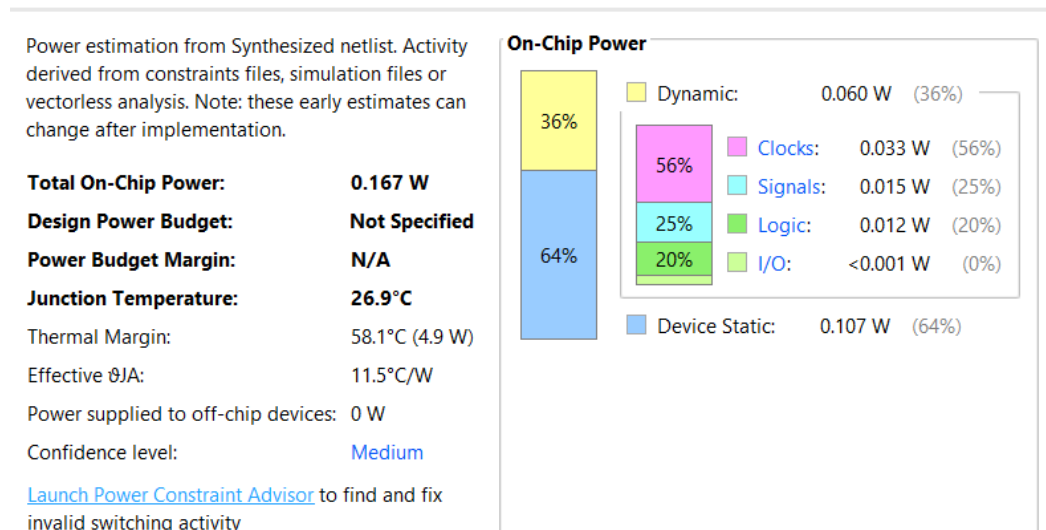 Power estimation from Synthesized netlist. Activity
derived from constraints files, simulation files or
vectorless analysis. Note: these early estimates can
change after implementation.
Total On-Chip Power: 0.167 W
Design Power Budget: Not Specified
Power Budget Margin: N/A
Junction Temperature: 26.9°C
Thermal Margin: 58.1°C (4.9 W)
Effective ϑJA: 11.5°C/W
Power supplied to off-chip devices: 0 W
Confidence level: Medium
Launch Power Constraint Advisor to find and fix
invalid switching activity
On-Chip Power
36%
64%
Dynamic: 0.060 W (36%)
56%
25%
20%
Clocks: 0.033 W (56%)
Signals: 0.015 W (25%)
Logic: 0.012 W (20%)
I/O: <0.001 W (0%)
Device Static: 0.107 W (64%)